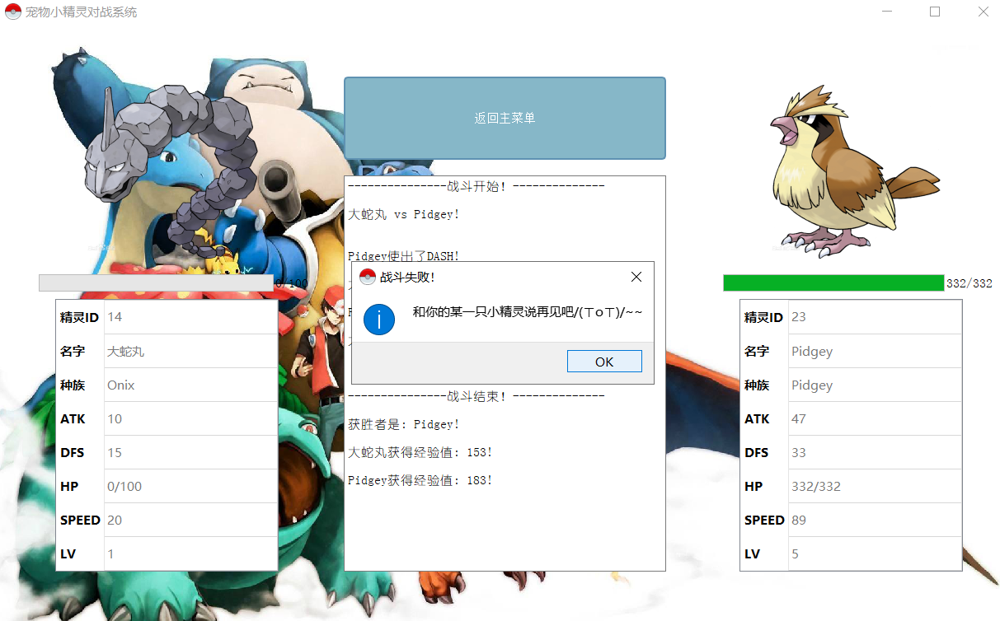 宠物小精灵对战系统
返回主菜单
---------------战斗开始！--------------
大蛇丸 vs Pidgey!
Pidgey使出了DASH!
战斗失败!
和你的某一只小精灵说再见吧/(ToT)/~~
OK
---------------战斗结束！--------------
获胜者是: Pidgey!
大蛇丸获得经验值: 153!
Pidgey获得经验值: 183!
0/100
精灵ID 14
名字 大蛇丸
种族 Onix
ATK 10
DFS 15
HP 0/100
SPEED 20
LV 1
332/332
精灵ID 23
名字 Pidgey
种族 Pidgey
ATK 47
DFS 33
HP 332/332
SPEED 89
LV 5